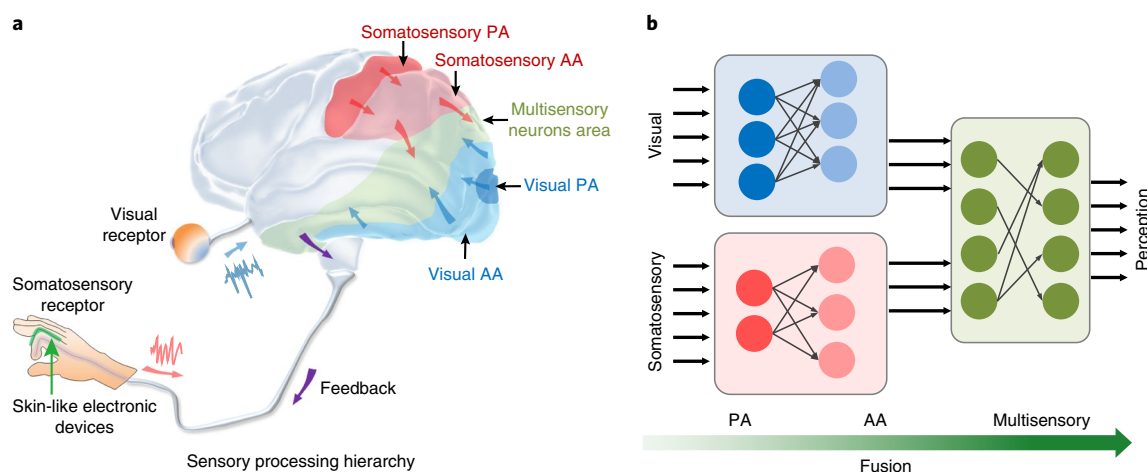 a
Somatosensory PA
Somatosensory AA
Multisensory
neurons area
Visual PA
Visual
receptor
Visual AA
Somatosensory
receptor
Feedback
Skin-like electronic
devices
Sensory processing hierarchy
b
Visual
Somatosensory
Perception
PA
AA
Multisensory
Fusion